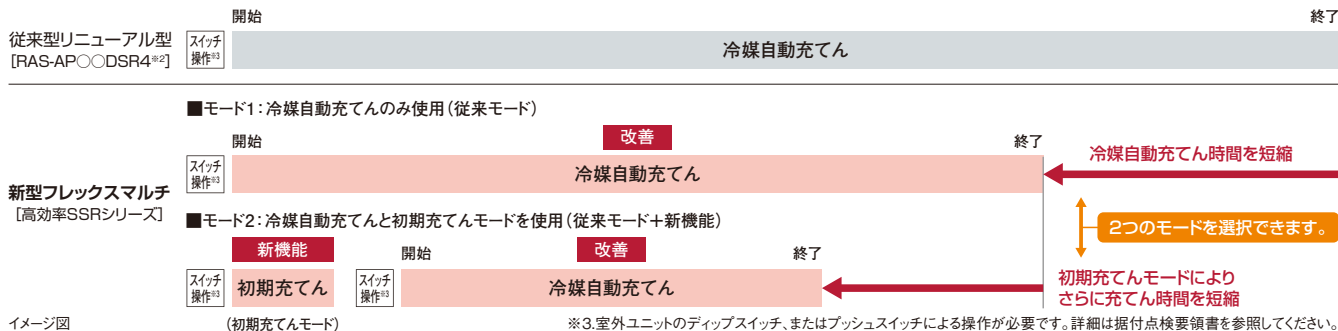 開始 終了
従来型リニューアル型
[RAS-AP○○DSR4※2]
スイッチ
操作※3
冷媒自動充てん
■モード1：冷媒自動充てんのみ使用（従来モード）
開始 改善 終了
スイッチ
操作※3
冷媒自動充てん
冷媒自動充てん時間を短縮
新型フレックスマルチ
[高効率SSRシリーズ]
2つのモードを選択できます。
■モード2：冷媒自動充てんと初期充てんモードを使用（従来モード＋新機能）
新機能 開始 改善 終了
スイッチ
操作※3
初期充てん
スイッチ
操作※3
冷媒自動充てん
初期充てんモードにより
さらに充てん時間を短縮
イメージ図
（初期充てんモード）
※3.室外ユニットのディップスイッチ、またはプッシュスイッチによる操作が必要です。詳細は据付点検要領書を参照してください。